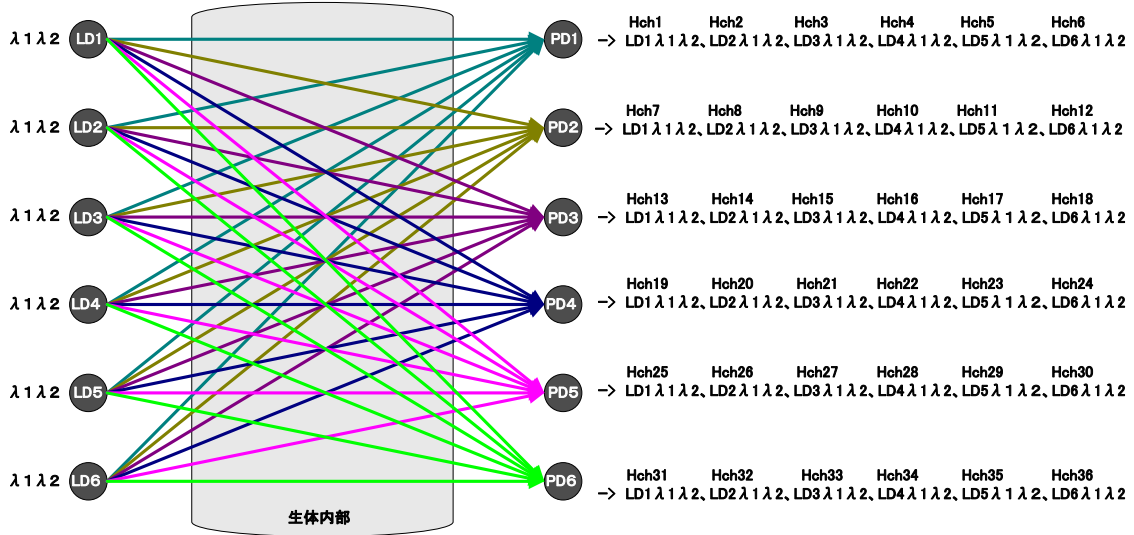 Hch1 Hch2 Hch3 Hch4 Hch5 Hch6
λ1λ2 LD1 PD1 -> LD1λ1λ2、LD2λ1λ2、LD3λ1λ2、LD4λ1λ2、LD5λ1λ2、LD6λ1λ2
Hch7 Hch8 Hch9 Hch10 Hch11 Hch12
λ1λ2 LD2 PD2 -> LD1λ1λ2、LD2λ1λ2、LD3λ1λ2、LD4λ1λ2、LD5λ1λ2、LD6λ1λ2
Hch13 Hch14 Hch15 Hch16 Hch17 Hch18
λ1λ2 LD3 PD3 -> LD1λ1λ2、LD2λ1λ2、LD3λ1λ2、LD4λ1λ2、LD5λ1λ2、LD6λ1λ2
Hch19 Hch20 Hch21 Hch22 Hch23 Hch24
λ1λ2 LD4 PD4 -> LD1λ1λ2、LD2λ1λ2、LD3λ1λ2、LD4λ1λ2、LD5λ1λ2、LD6λ1λ2
Hch25 Hch26 Hch27 Hch28 Hch29 Hch30
λ1λ2 LD5 PD5 -> LD1λ1λ2、LD2λ1λ2、LD3λ1λ2、LD4λ1λ2、LD5λ1λ2、LD6λ1λ2
Hch31 Hch32 Hch33 Hch34 Hch35 Hch36
λ1λ2 LD6 PD6 -> LD1λ1λ2、LD2λ1λ2、LD3λ1λ2、LD4λ1λ2、LD5λ1λ2、LD6λ1λ2
生体内部